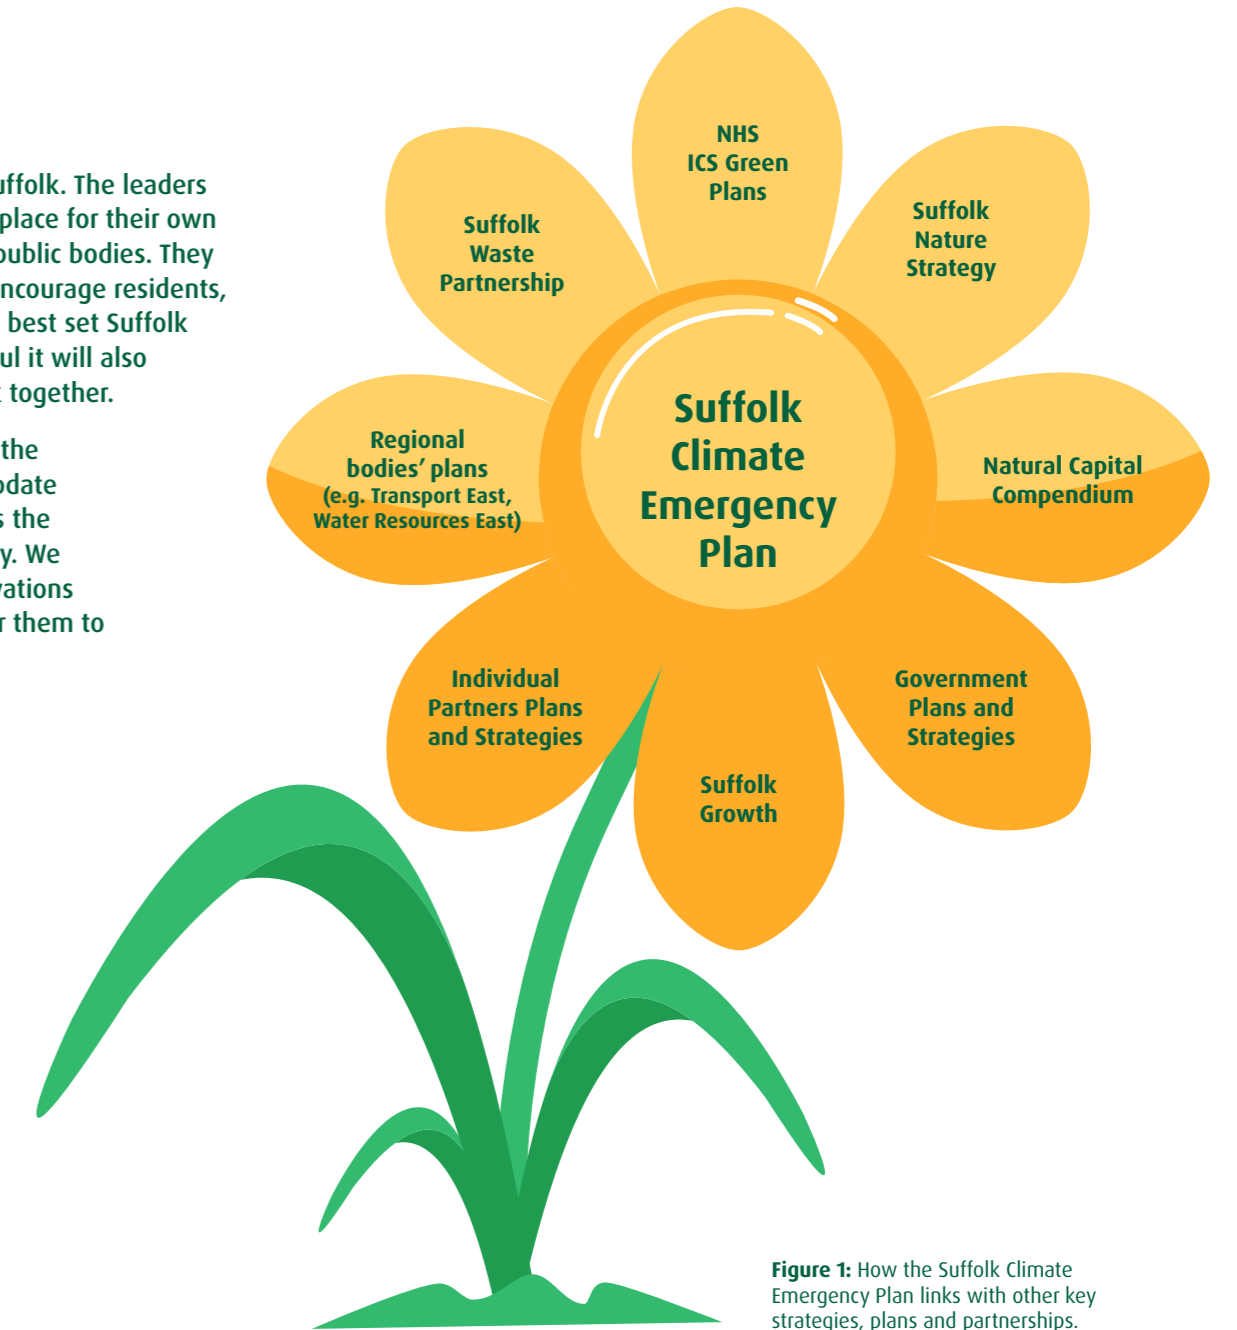 uffolk. The leaders
place for their own
public bodies. They
ncourage residents,
best set Suffolk
ul it will also
together.
the
odate
s the
y. We
vations
r them to
NHS
ICS Green
Plans
Suffolk
Nature
Strategy
Natural Capital
Compendium
Government
Plans and
Strategies
Suffolk
Growth
Individual
Partners Plans
and Strategies
Regional
bodies’ plans
(e.g. Transport East,
Water Resources East)
Suffolk
Waste
Partnership
Suffolk
Climate
Emergency
Plan
Figure 1: How the Suffolk Climate
Emergency Plan links with other key
strategies, plans and partnerships.